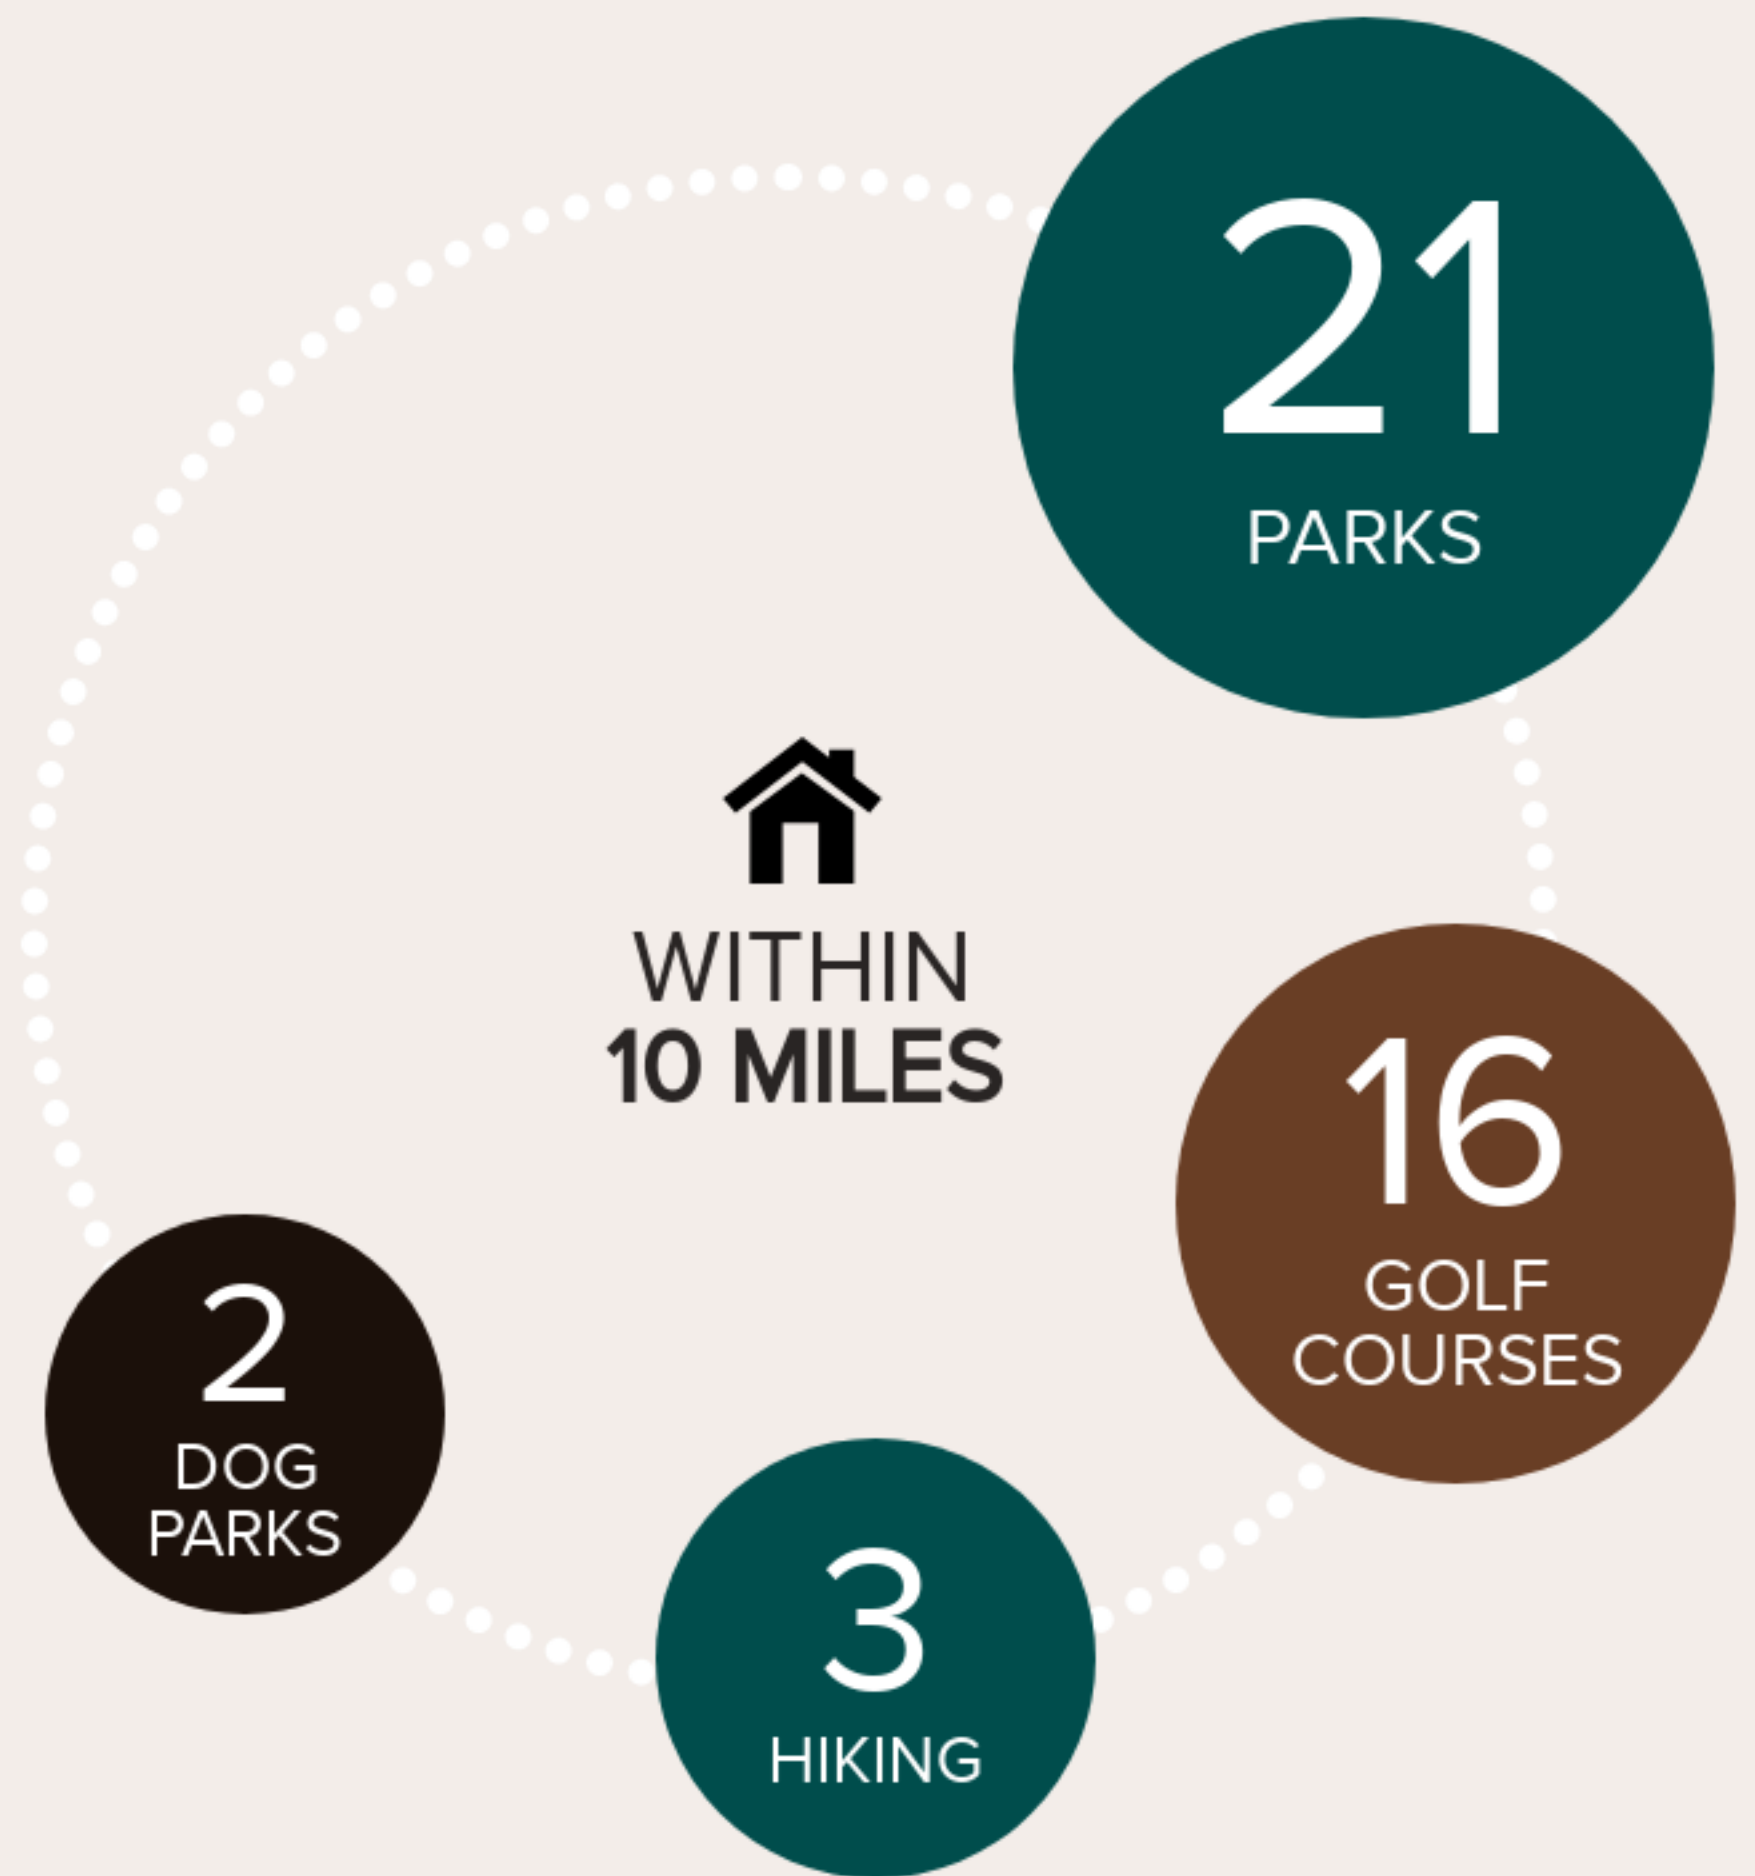 21
PARKS
WITHIN
10 MILES
16
GOLF
COURSES
2
DOG
PARKS
3
HIKING